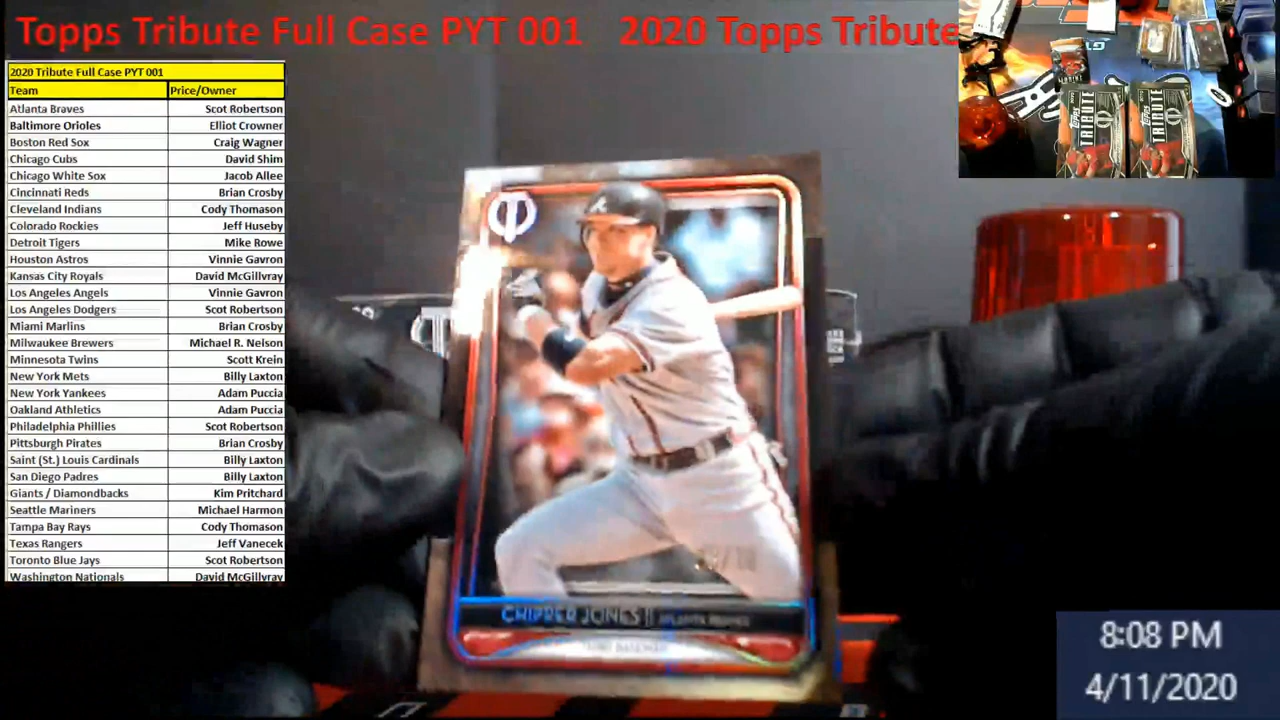 Topps Tribute Full Case PYT 001 2020 Topps Tribute
2020 Tribute Full Case PYT 001
Team Price/Owner
Atlanta Braves Scot Robertson
Baltimore Orioles Elliot Crowner
Boston Red Sox Craig Wagner
Chicago Cubs David Shim
Chicago White Sox Jacob Allee
Cincinnati Reds Brian Crosby
Cleveland Indians Cody Thomason
Colorado Rockies Jeff Huseby
Detroit Tigers Mike Rowe
Houston Astros Vinnie Gavron
Kansas City Royals David McGillvray
Los Angeles Angels Vinnie Gavron
Los Angeles Dodgers Scot Robertson
Miami Marlins Brian Crosby
Milwaukee Brewers Michael R. Nelson
Minnesota Twins Scott Krein
New York Mets Billy Laxton
New York Yankees Adam Puccia
Oakland Athletics Adam Puccia
Philadelphia Phillies Scot Robertson
Pittsburgh Pirates Brian Crosby
Saint (St.) Louis Cardinals Billy Laxton
San Diego Padres Billy Laxton
Giants / Diamondbacks Kim Pritchard
Seattle Mariners Michael Harmon
Tampa Bay Rays Cody Thomason
Texas Rangers Jeff Vanecek
Toronto Blue Jays Scot Robertson
Washington Nationals David McGillvray
TRIBUTE
TRIBUTE
CHIPPER JONES || ATLANTA BRAVES
8:08 PM
4/11/2020